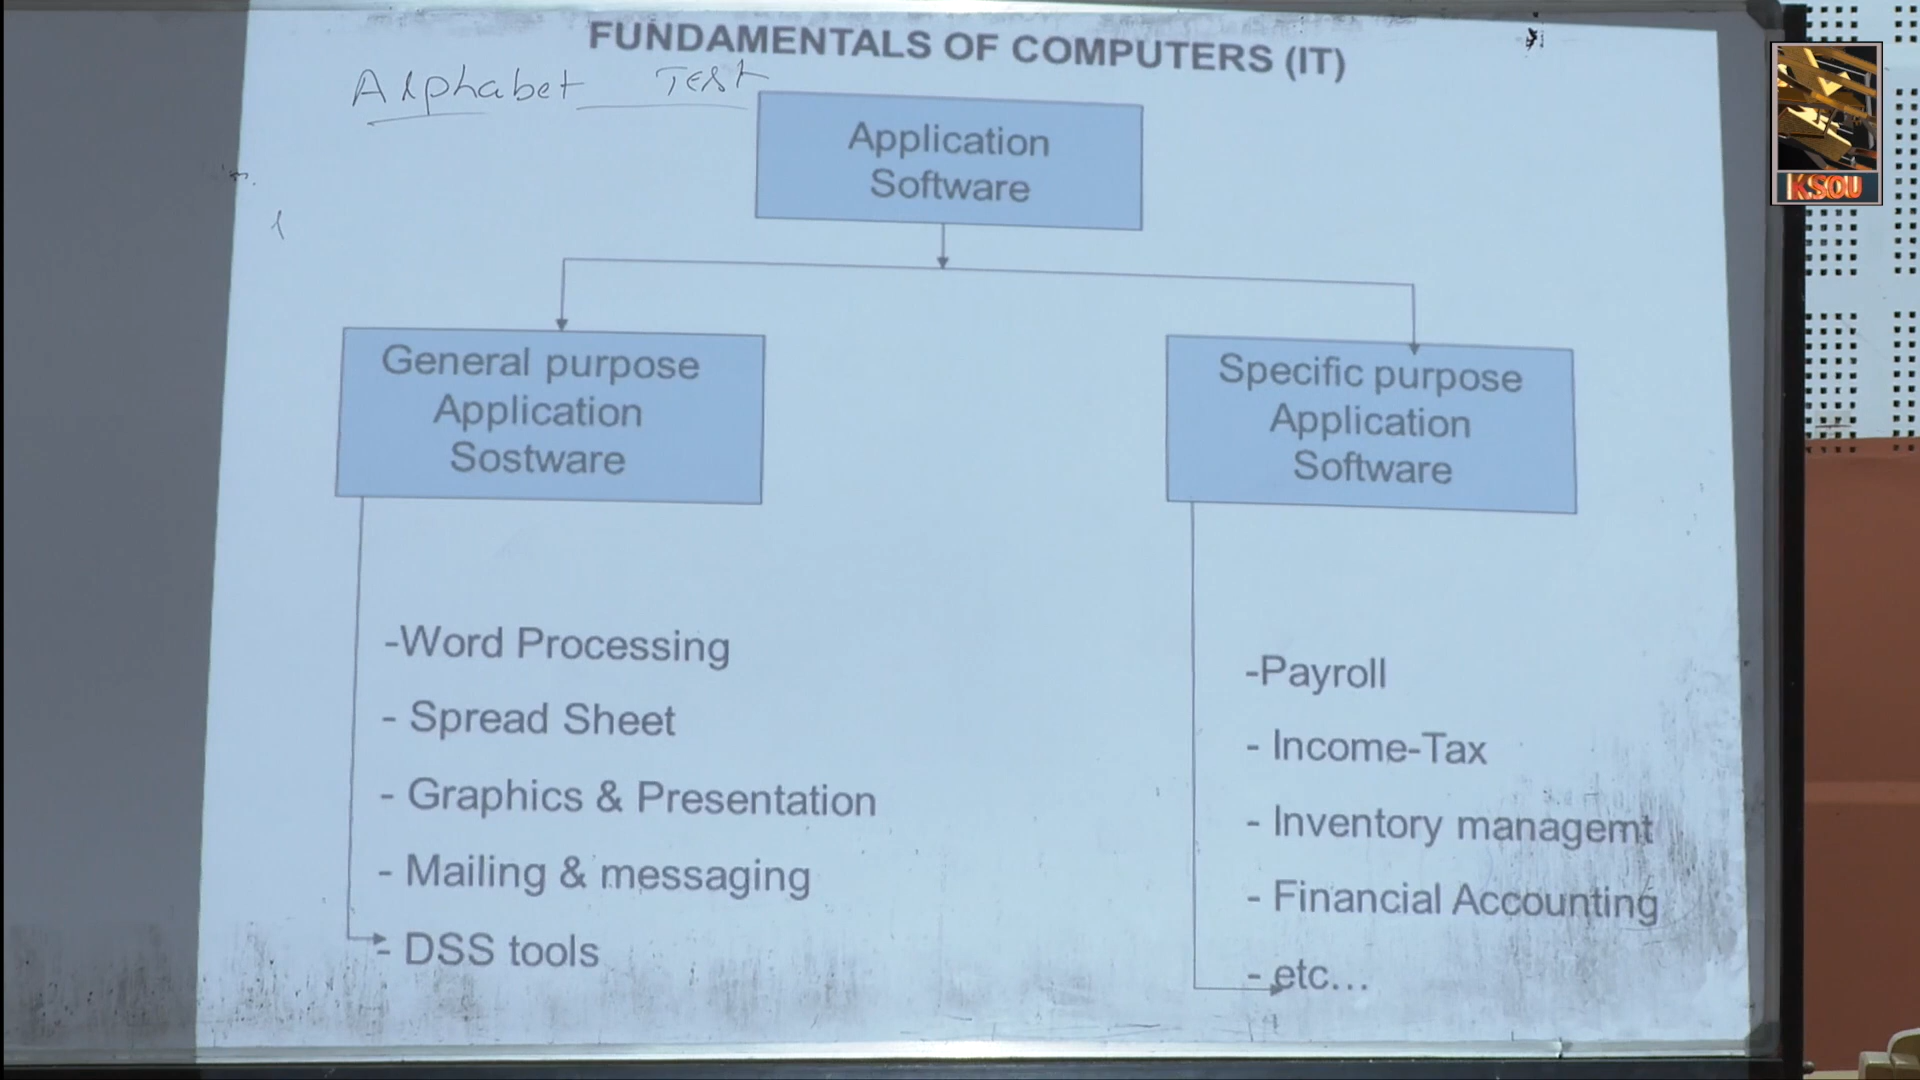 FUNDAMENTALS OF COMPUTERS (IT)
Alphabet Test
Application
Software
General purpose
Application
Sostware
Specific purpose
Application
Software
-Word Processing
- Spread Sheet
- Graphics & Presentation
- Mailing & messaging
- DSS tools
-Payroll
- Income-Tax
- Inventory managemt
- Financial Accounting
- etc...
KSOU